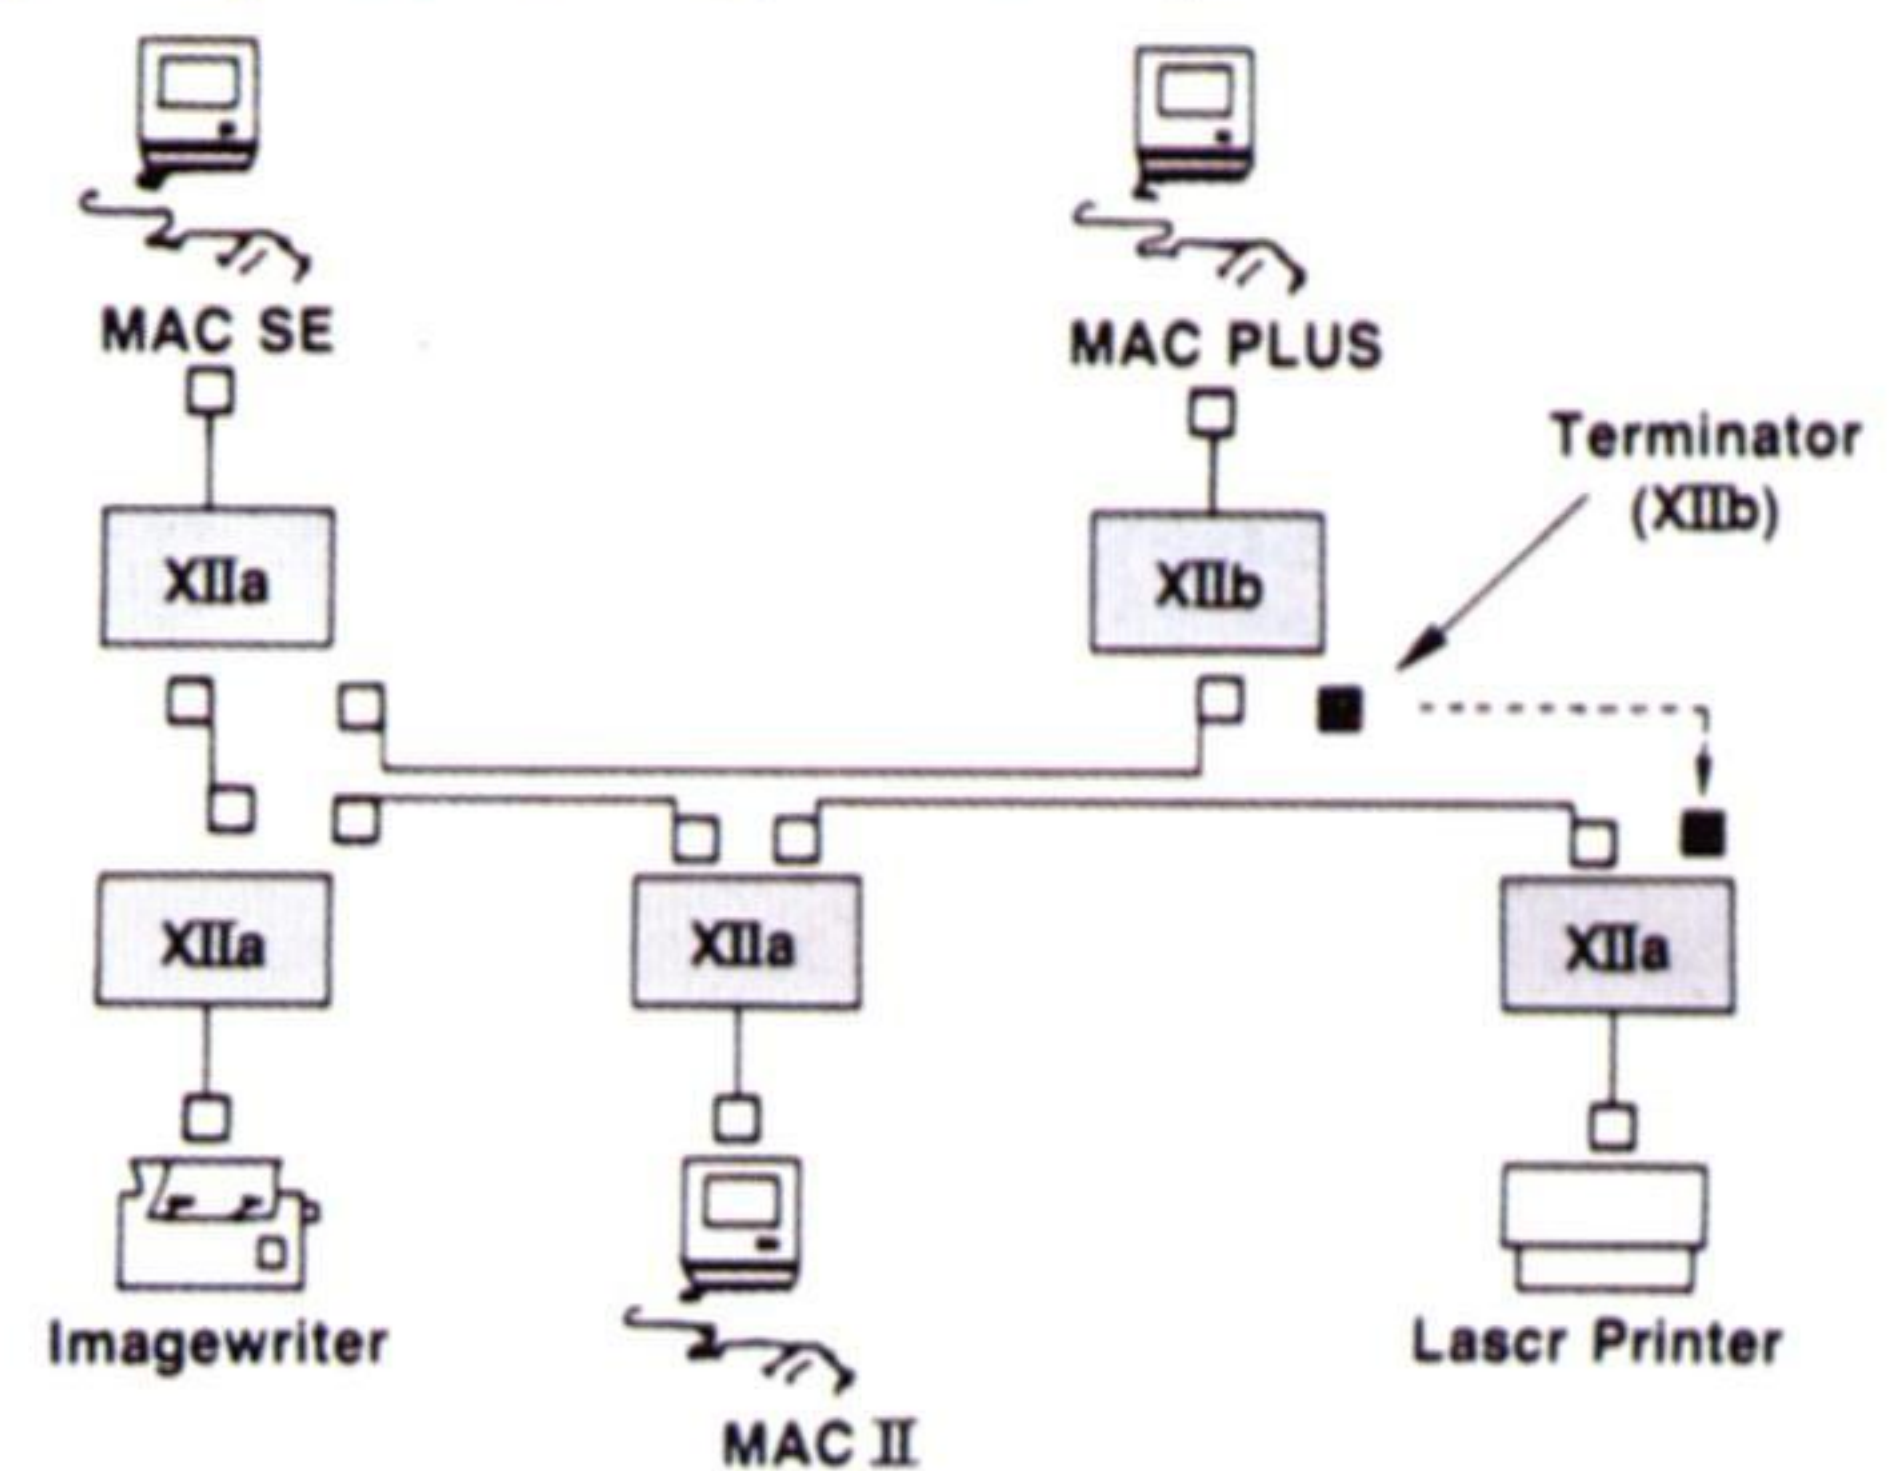 MAC SE
MAC PLUS
Terminator
(XIIb)
XIIa
XIIb
XIIa
XIIa
XIIa
Imagewriter
Lascr Printer
MAC II